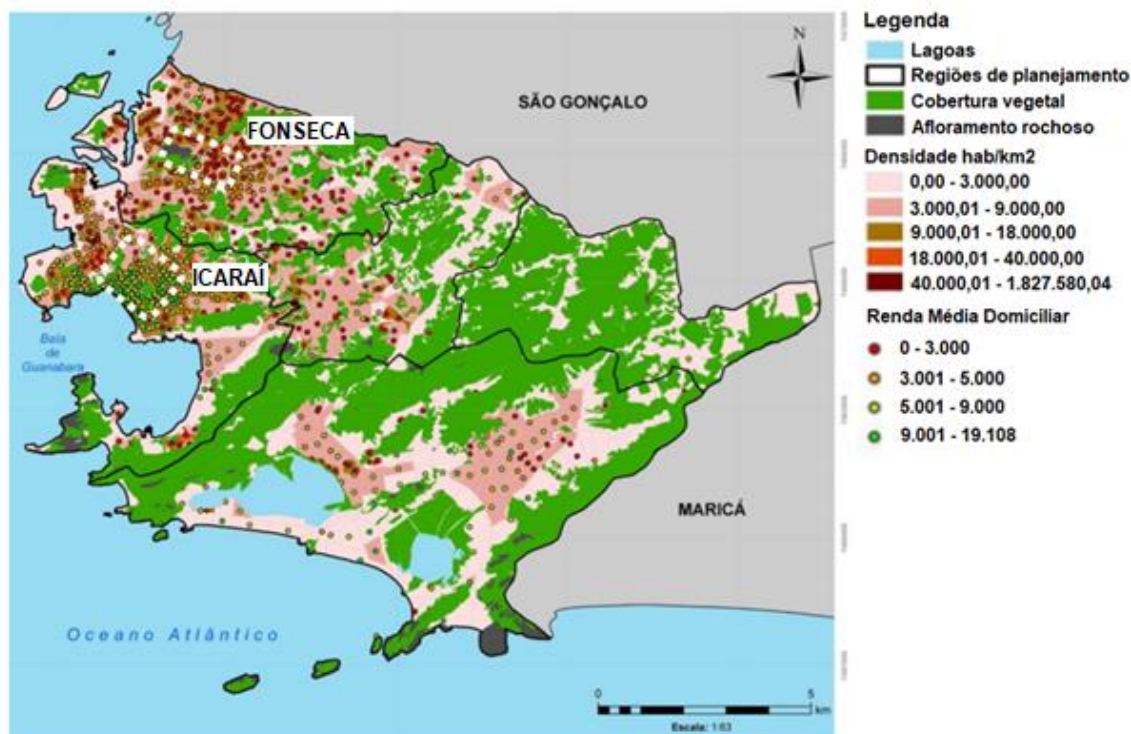 N
SÃO GONÇALO
FONSECA
ICARAÍ
Baía
de
Guanabara
MARICÁ
Oceano Atlântico
0
5
km
Escala: 1:63
Legenda
Lagoas
Regiões de planejamento
Cobertura vegetal
Afloramento rochoso
Densidade hab/km2
0,00 - 3.000,00
3.000,01 - 9.000,00
9.000,01 - 18.000,00
18.000,01 - 40.000,00
40.000,01 - 1.827.580,04
Renda Média Domiciliar
0 - 3.000
3.001 - 5.000
5.001 - 9.000
9.001 - 19.108